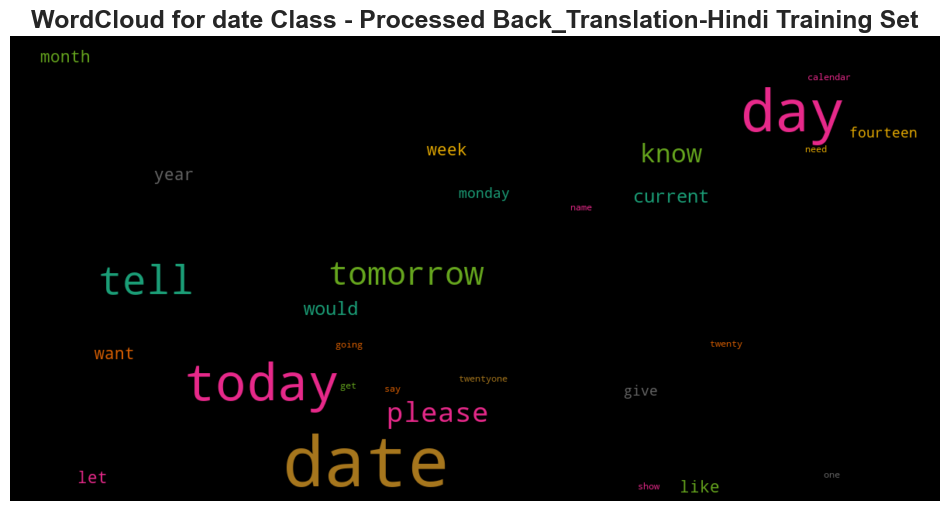 WordCloud for date Class - Processed Back_Translation-Hindi Training Set
month
calendar
day
fourteen
week
know
need
year
monday
current
name
tell
tomorrow
would
want
going
twenty
today
get
say
twentyone
give
please
date
let
show
like
one